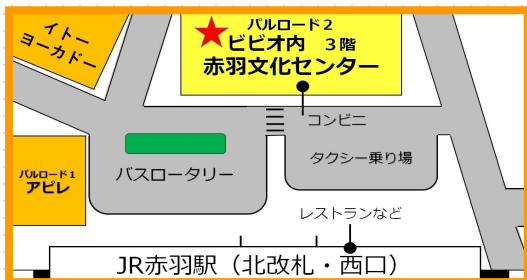 イトー
ヨーカドー
パルロード2
ビビオ内 3階
赤羽文化センター
コンビニ
タクシー乗り場
バスロータリー
パルロード1
アピレ
レストランなど
JR赤羽駅(北改札・西口)